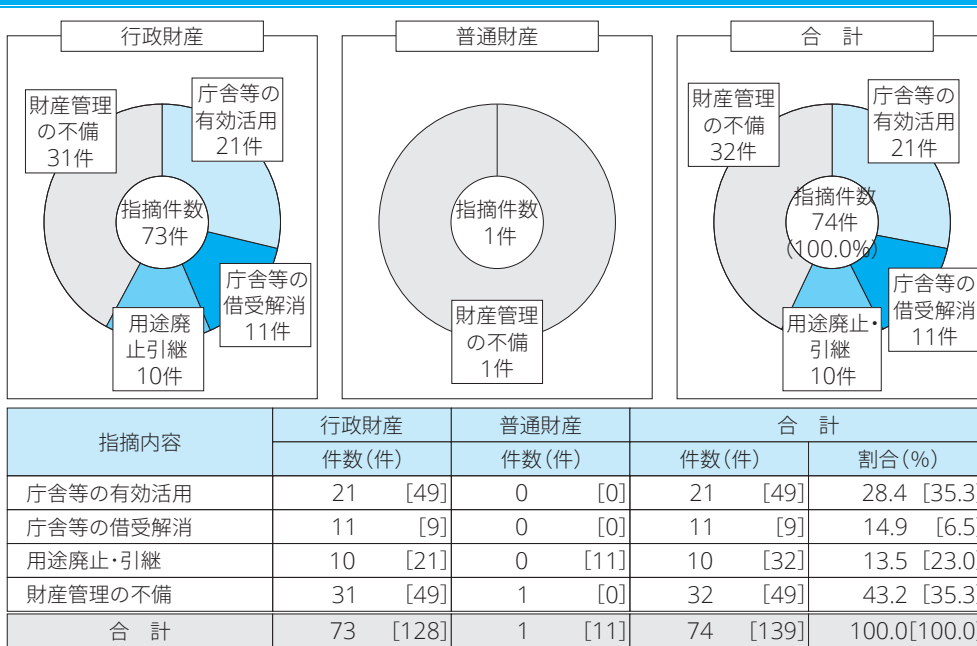 行政財産
財産管理
の不備
31件
庁舎等の
有効活用
21件
指摘件数
73件
庁舎等の
借受解消
11件
用途廃
止引継
10件
普通財産
指摘件数
1件
財産管理
の不備
1件
合 計
財産管理
の不備
32件
庁舎等の
有効活用
21件
指摘件数
74件
(100.0%)
庁舎等の
借受解消
11件
用途廃止・
引継
10件
指摘内容 行政財産 普通財産 合 計
件数(件) 件数(件) 件数(件) 割合(%)
庁舎等の有効活用 21 [49] 0 [0] 21 [49] 28.4 [35.3]
庁舎等の借受解消 11 [9] 0 [0] 11 [9] 14.9 [6.5]
用途廃止・引継 10 [21] 0 [11] 10 [32] 13.5 [23.0]
財産管理の不備 31 [49] 1 [0] 32 [49] 43.2 [35.3]
合 計 73 [128] 1 [11] 74 [139] 100.0[100.0